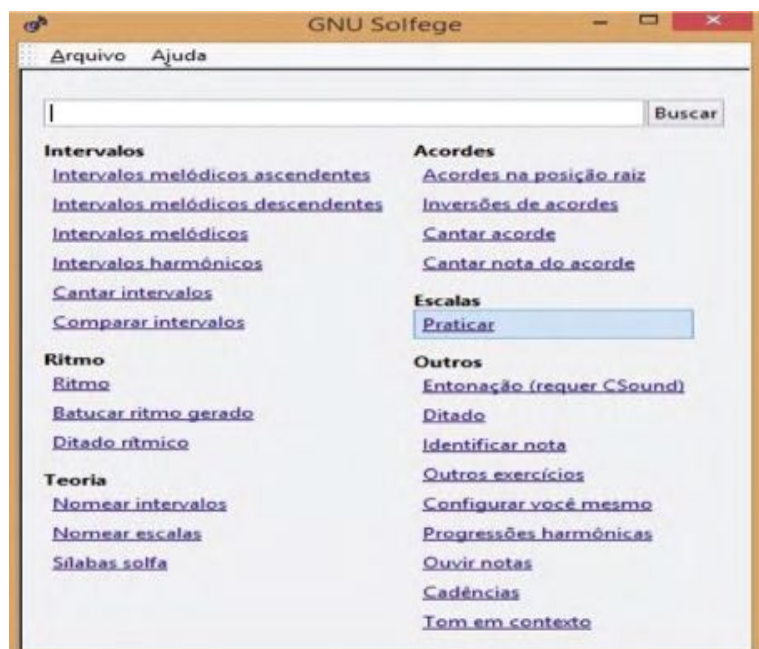 GNU Solfege
Arquivo Ajuda
Buscar
Intervalos
Intervalos melódicos ascendentes
Intervalos melódicos descendentes
Intervalos melódicos
Intervalos harmónicos
Cantar intervalos
Comparar intervalos
Ritmo
Ritmo
Batucar ritmo gerado
Ditado rítmico
Teoria
Nomear intervalos
Nomear escalas
Sílabas solfa
Acordes
Acordes na posição raiz
Inversões de acordes
Cantar acorde
Cantar nota do acorde
Escalas
Praticar
Outros
Entonação (requer CSound)
Ditado
Identificar nota
Outros exercícios
Configurar você mesmo
Progressões harmônicas
Ouvir notas
Cadências
Tom em contexto